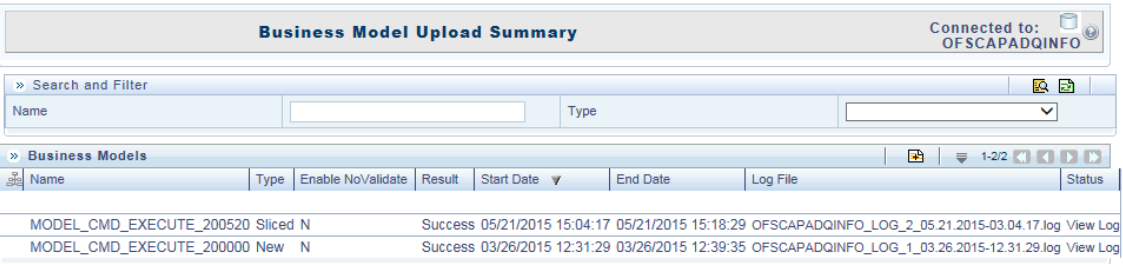 Business Model Upload Summary
Connected to:
OFSCAPADQINFO
» Search and Filter
Name Type
» Business Models 1-2/2
Name Type Enable NoValidate Result Start Date End Date Log File Status
MODEL_CMD_EXECUTE_200520 Sliced N Success 05/21/2015 15:04:17 05/21/2015 15:18:29 OFSCAPADQINFO_LOG_2_05.21.2015-03.04.17.log View Log
MODEL_CMD_EXECUTE_200000 New N Success 03/26/2015 12:31:29 03/26/2015 12:39:35 OFSCAPADQINFO_LOG_1_03.26.2015-12.31.29.log View Log